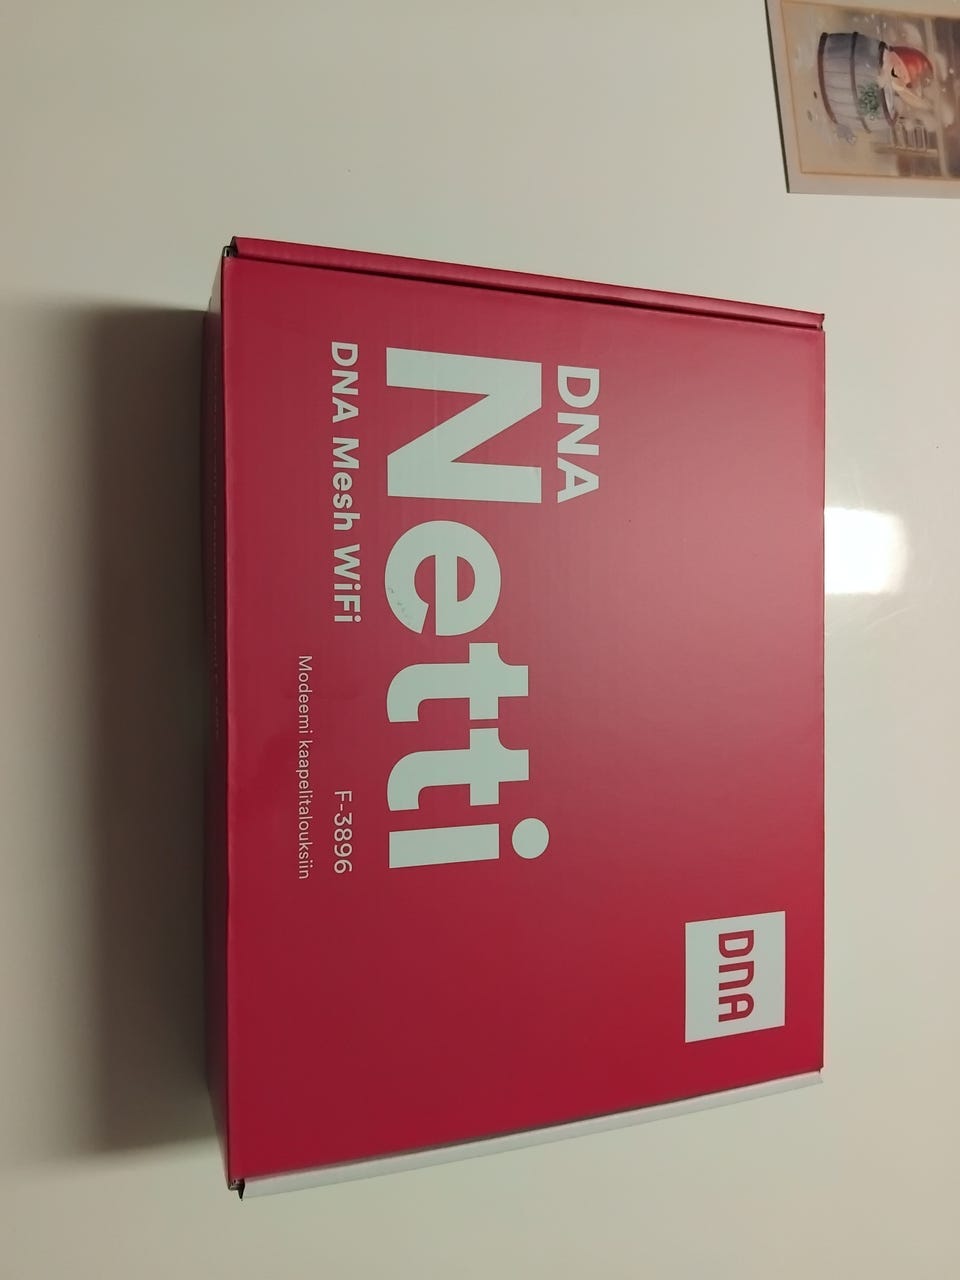 DNA
DNA
Netti
DNA Mesh WiFi
F-3896
Modeemi kaapelitalouksiin